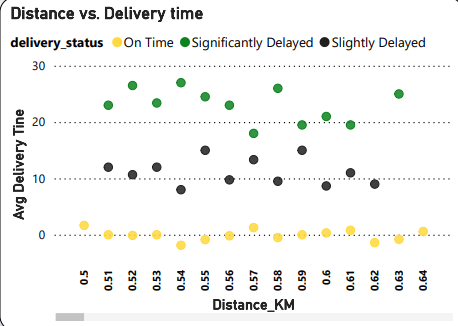 Distance vs. Delivery time
delivery_status On Time Significantly Delayed Slightly Delayed
30
20
10
0
Avg Delivery Tine
0.5 0.51 0.52 0.53 0.54 0.55 0.56 0.57 0.58 0.59 0.6 0.61 0.62 0.63 0.64
Distance_KM